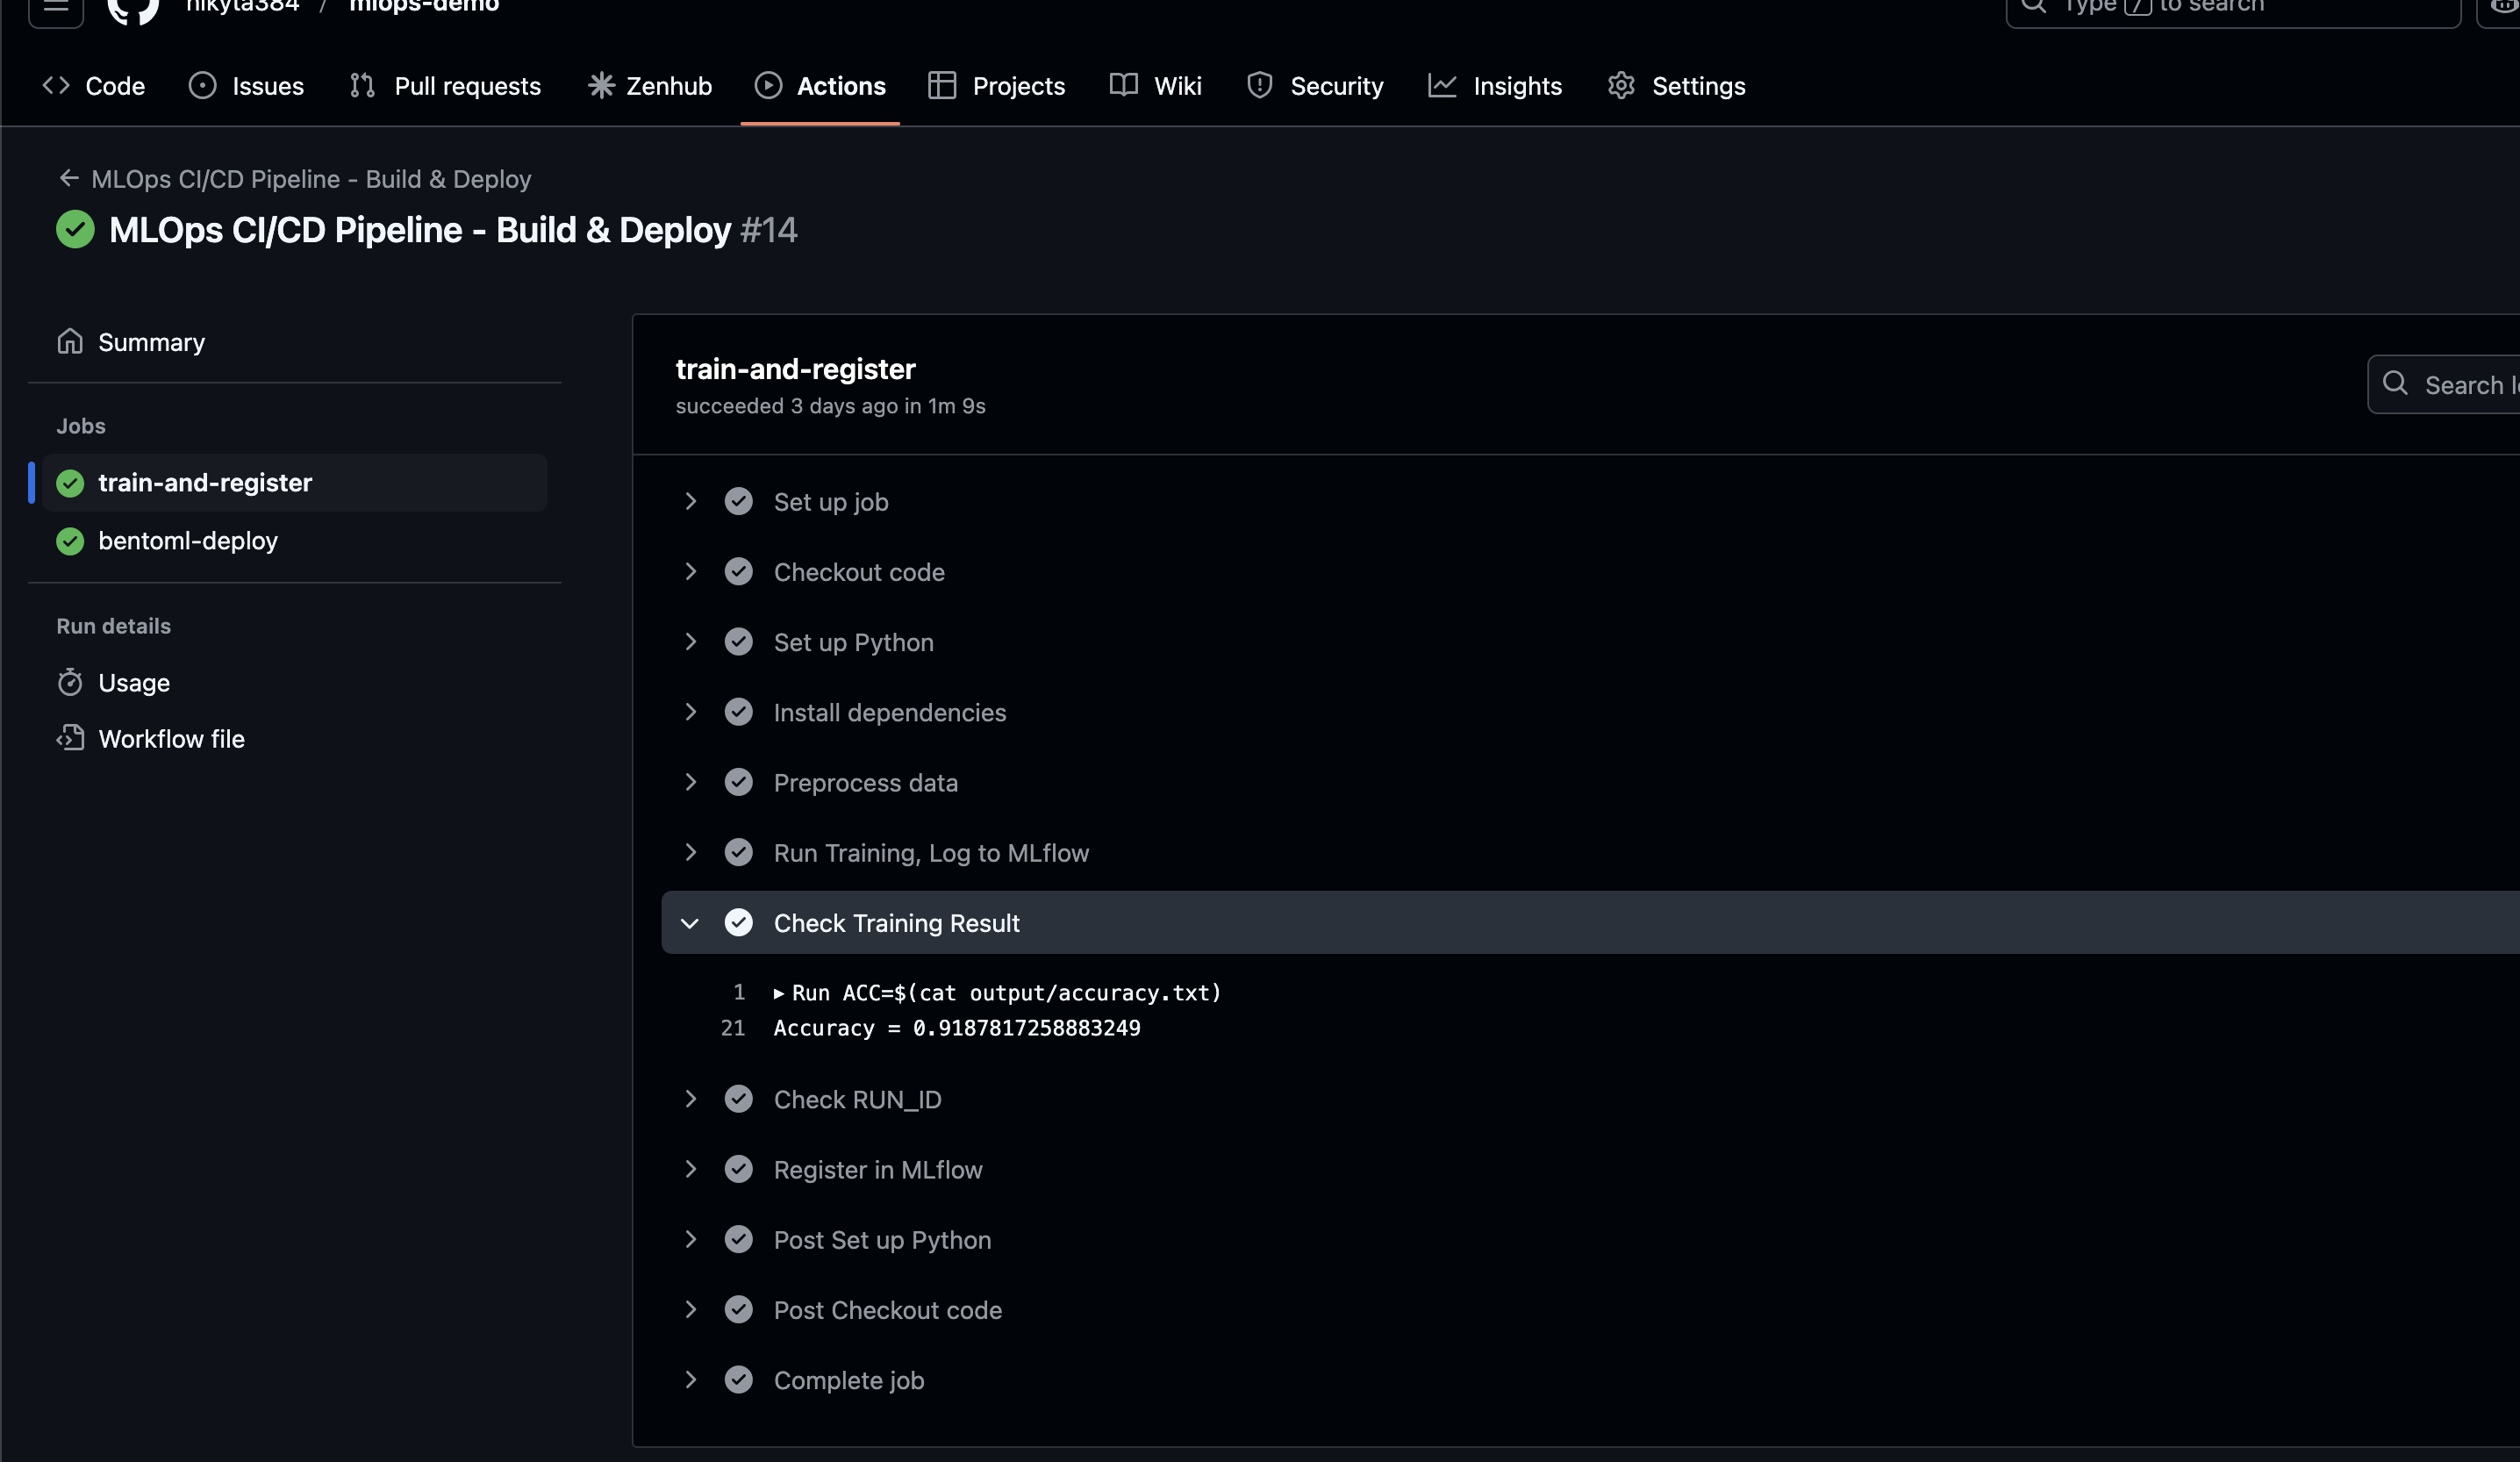 nikyta384 / mlops-demo
Type / to search
Code Issues Pull requests Zenhub Actions Projects Wiki Security Insights Settings
MLOps CI/CD Pipeline - Build & Deploy
MLOps CI/CD Pipeline - Build & Deploy #14
Summary
Jobs
train-and-register
bentoml-deploy
Run details
Usage
Workflow file
train-and-register
succeeded 3 days ago in 1m 9s
Search
Set up job
Checkout code
Set up Python
Install dependencies
Preprocess data
Run Training, Log to MLflow
Check Training Result
1 ▶ Run ACC=$(cat output/accuracy.txt)
21 Accuracy = 0.9187817258883249
Check RUN_ID
Register in MLflow
Post Set up Python
Post Checkout code
Complete job